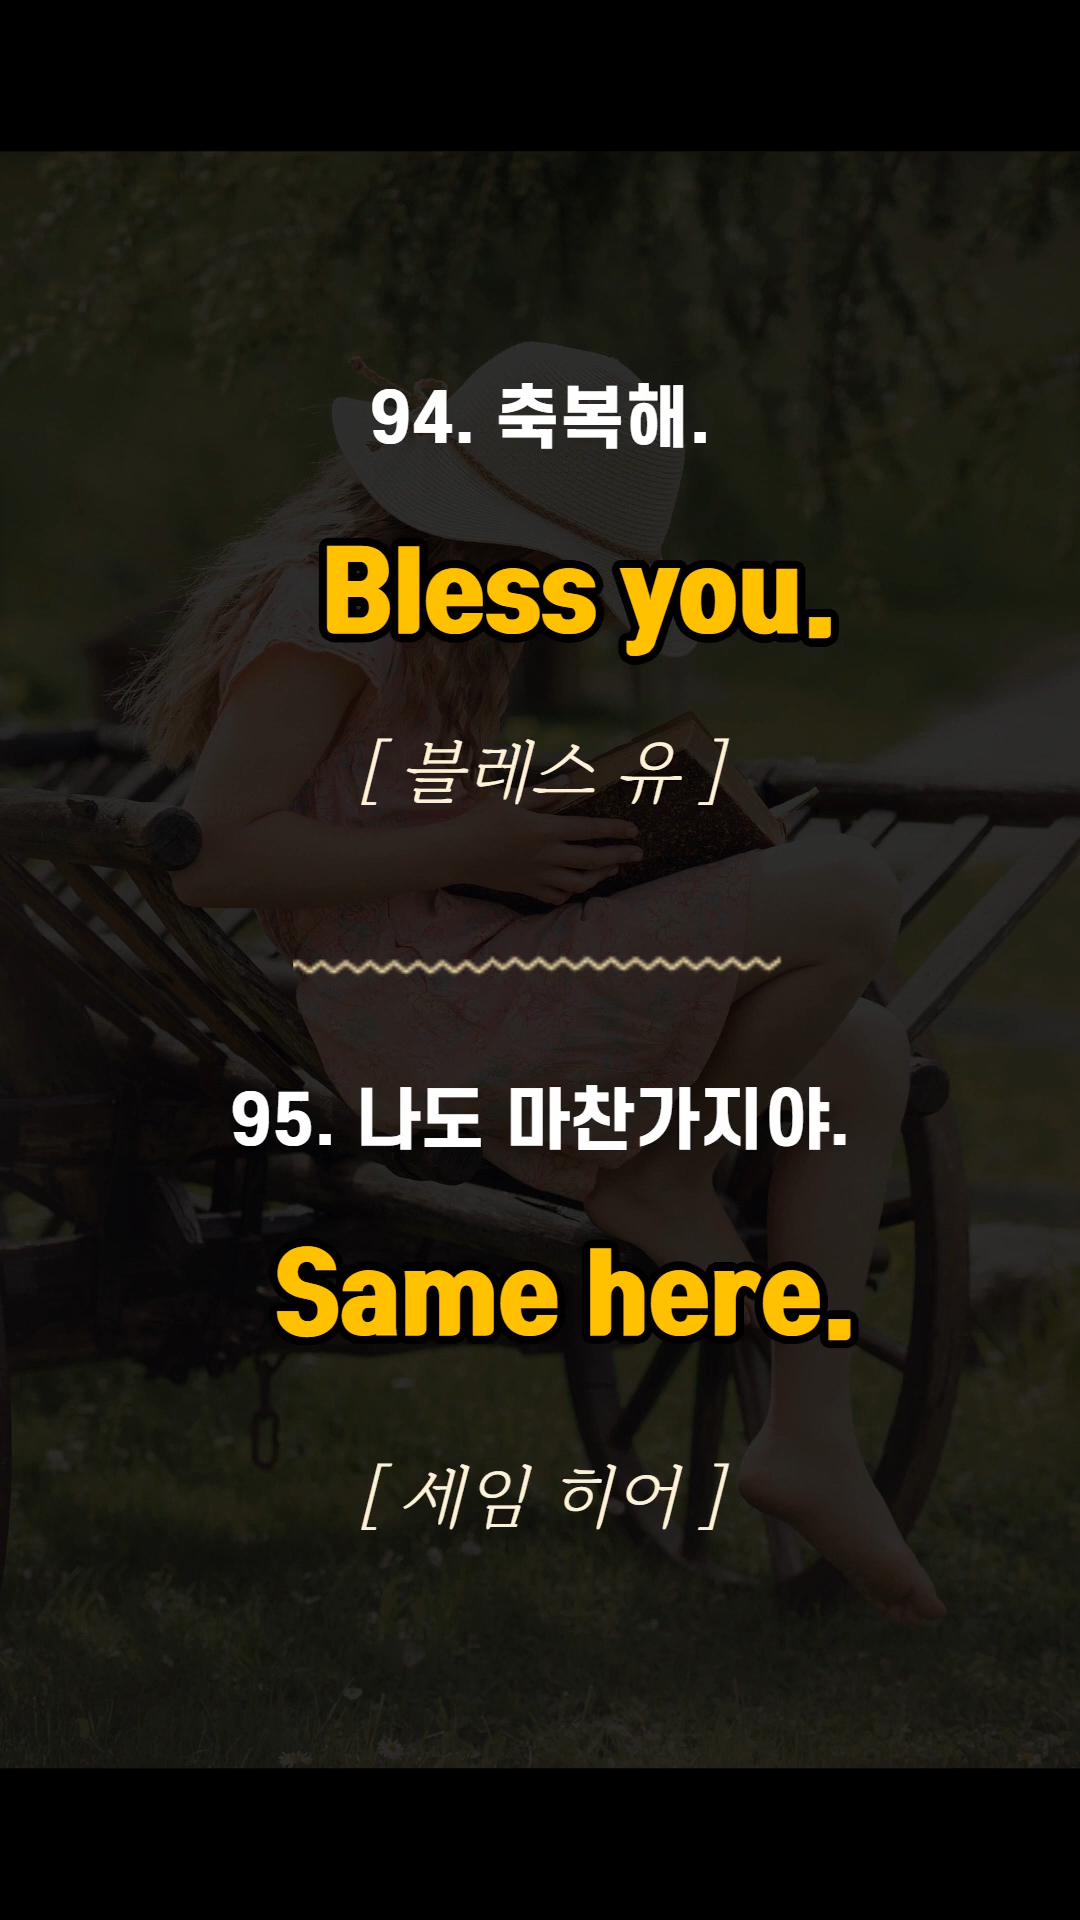 94. 축복해.
Bless you.
[ 블레스 유 ]
95. 나도 마찬가지야.
Same here.
[ 세임 히어 ]